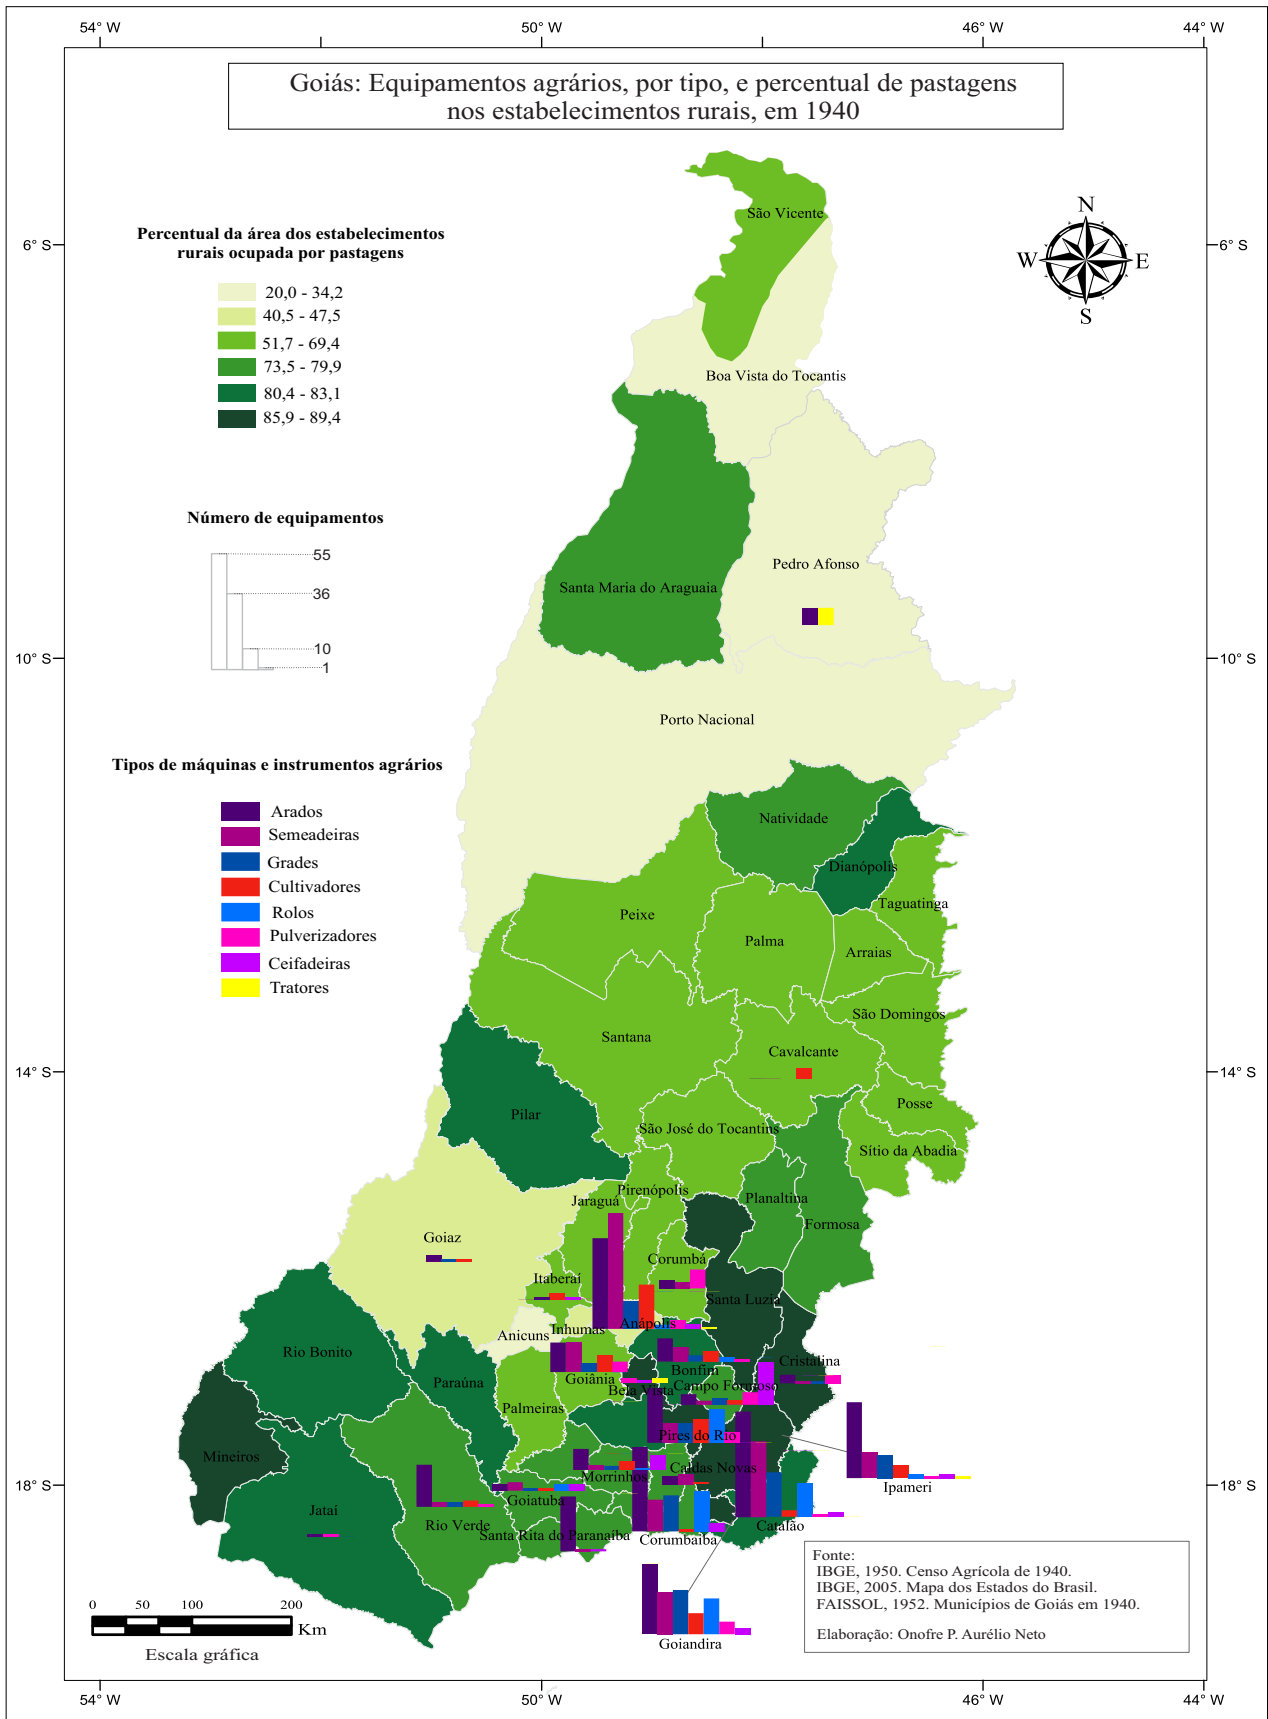 54° W
50° W
46° W
44° W
Goiás: Equipamentos agrários, por tipo, e percentual de pastagens
nos estabelecimentos rurais, em 1940
N
W
E
S
6° S
6° S
10° S
10° S
14° S
14° S
18° S
18° S
Percentual da área dos estabelecimentos
rurais ocupada por pastagens
20,0 - 34,2
40,5 - 47,5
51,7 - 69,4
73,5 - 79,9
80,4 - 83,1
85,9 - 89,4
Número de equipamentos
55
36
10
1
Tipos de máquinas e instrumentos agrários
Arados
Semeadeiras
Grades
Cultivadores
Rolos
Pulverizadores
Ceifadeiras
Tratores
São Vicente
Boa Vista do Tocantis
Pedro Afonso
Santa Maria do Araguaia
Porto Nacional
Natividade
Dianópolis
Taguatinga
Peixe
Palma
Arraias
São Domingos
Santana
Cavalcante
Posse
Pilar
São José do Tocantins
Sítio da Abadia
Pirenópolis
Jaraguá
Planaltina
Formosa
Goiaz
Corumbá
Itaberaí
Santa Luzia
Anápolis
Anicuns
Inhumas
Rio Bonito
Cristalina
Bonfim
Goiânia
Paraúna
Bela Vista
Campo Formoso
Palmeiras
Pires do Rio
Mineiros
Caldas Novas
Morrinhos
Ipameri
Goiatuba
Jataí
Rio Verde
Santa Rita do Paranaíba
Corumbaiba
Catalão
Goiandira
0 50 100 200
Km
Escala gráfica
Fonte:
IBGE, 1950. Censo Agrícola de 1940.
IBGE, 2005. Mapa dos Estados do Brasil.
FAISSOL, 1952. Municípios de Goiás em 1940.
Elaboração: Onofre P. Aurélio Neto
54° W
50° W
46° W
44° W